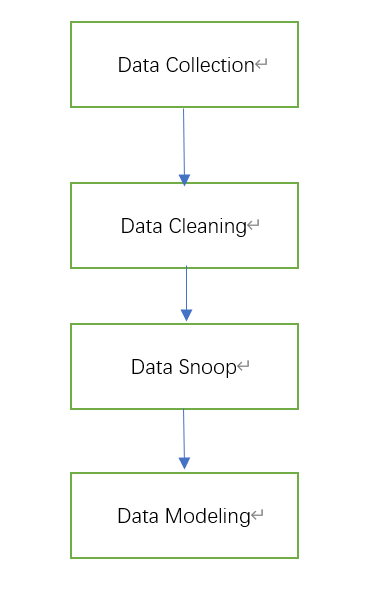 Data Collection↵
Data Cleaning↵
Data Snoop↵
Data Modeling↵